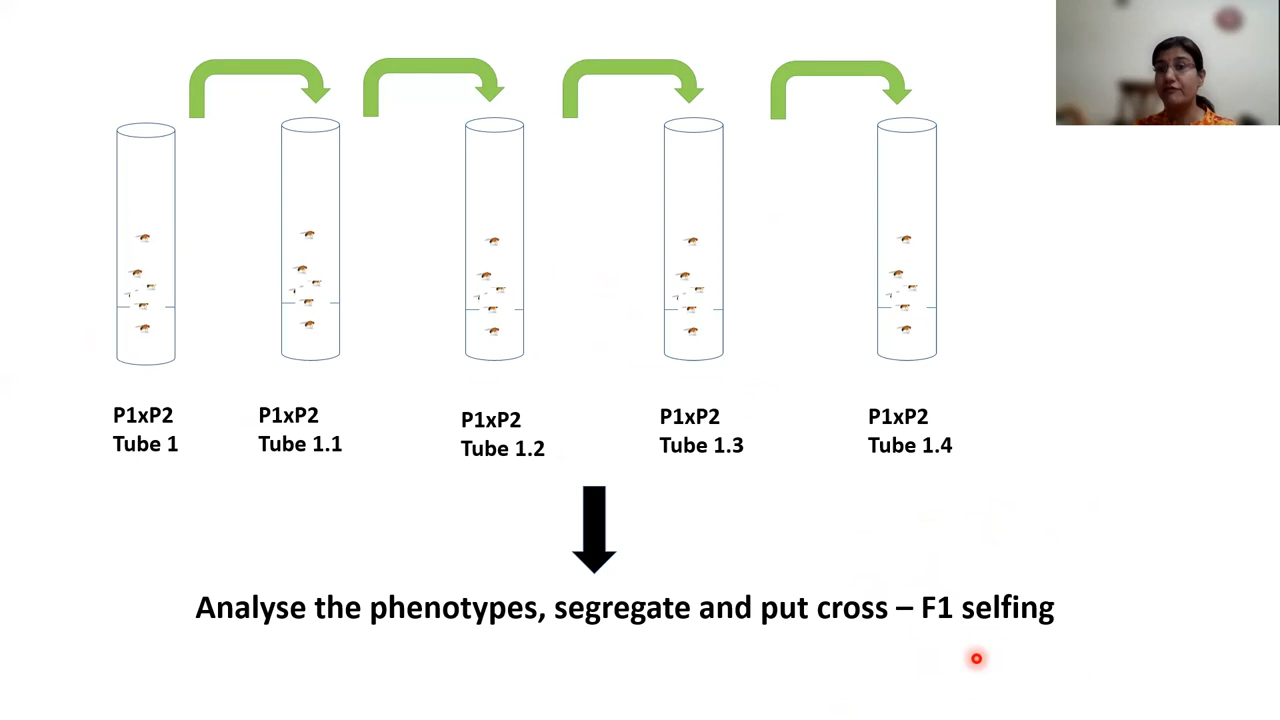 P1xP2
Tube 1
P1xP2
Tube 1.1
P1xP2
Tube 1.2
P1xP2
Tube 1.3
P1xP2
Tube 1.4
Analyse the phenotypes, segregate and put cross – F1 selfing